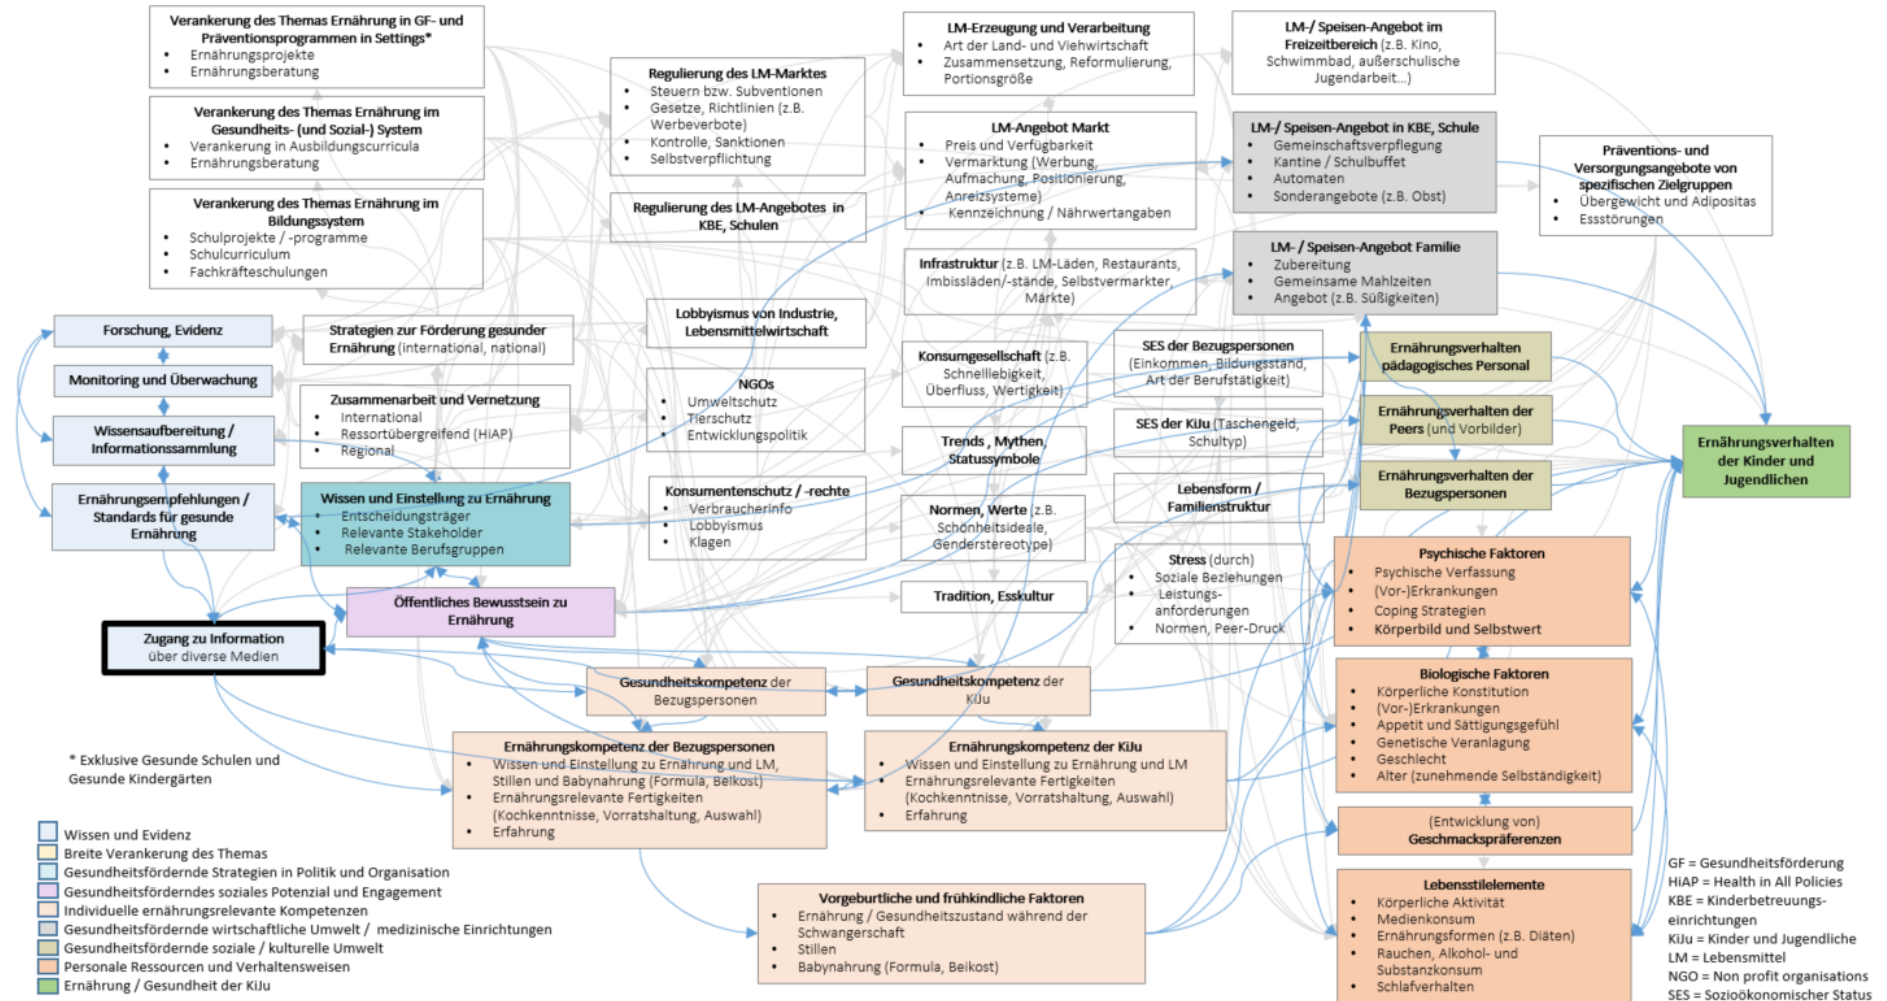 Verankerung des Themas Ernährung in GF- und
Präventionsprogrammen in Settings*
• Ernährungsprojekte
• Ernährungsberatung
Verankerung des Themas Ernährung im
Gesundheits- (und Sozial-) System
• Verankerung in Ausbildungscurricula
• Ernährungsberatung
Verankerung des Themas Ernährung im
Bildungssystem
• Schulprojekte / -programme
• Schulcurriculum
• Fachkräfteschulungen
Forschung, Evidenz
Monitoring und Überwachung
Wissensaufbereitung /
Informationssammlung
Ernährungsempfehlungen /
Standards für gesunde
Ernährung
Zugang zu Information
über diverse Medien
Strategien zur Förderung gesunder
Ernährung (international, national)
Zusammenarbeit und Vernetzung
• International
• Ressortübergreifend (HiAP)
• Regional
Wissen und Einstellung zu Ernährung
• Entscheidungsträger
• Relevante Stakeholder
• Relevante Berufsgruppen
Öffentliches Bewusstsein zu
Ernährung
Regulierung des LM-Marktes
• Steuern bzw. Subventionen
• Gesetze, Richtlinien (z.B.
Werbeverbote)
• Kontrolle, Sanktionen
• Selbstverpflichtung
Regulierung des LM-Angebotes in
KBE, Schulen
Lobbyismus von Industrie,
Lebensmittelwirtschaft
NGOs
• Umweltschutz
• Tierschutz
• Entwicklungspolitik
Konsumentenschutz / -rechte
• Verbraucherinfo
• Lobbyismus
• Klagen
LM-Erzeugung und Verarbeitung
• Art der Land- und Viehwirtschaft
• Zusammensetzung, Reformulierung,
Portionsgröße
LM-Angebot Markt
• Preis und Verfügbarkeit
• Vermarktung (Werbung,
Aufmachung, Positionierung,
Anreizsysteme)
• Kennzeichnung / Nährwertangaben
Infrastruktur (z.B. LM-Läden, Restaurants,
Imbissläden/-stände, Selbstvermarkter,
Märkte)
Konsumgesellschaft (z.B.
Schnelllebigkeit,
Überfluss, Wertigkeit)
Trends , Mythen,
Statussymbole
Normen, Werte (z.B.
Schönheitsideale,
Genderstereotype)
Tradition, Esskultur
LM-/ Speisen-Angebot im
Freizeitbereich (z.B. Kino,
Schwimmbad, außerschulische
Jugendarbeit...)
LM-/ Speisen-Angebot in KBE, Schule
• Gemeinschaftsverpflegung
• Kantine / Schulbuffet
• Automaten
• Sonderangebote (z.B. Obst)
LM- / Speisen-Angebot Familie
• Zubereitung
• Gemeinsame Mahlzeiten
• Angebot (z.B. Süßigkeiten)
Präventions- und
Versorgungsangebote von
spezifischen Zielgruppen
• Übergewicht und Adipositas
• Essstörungen
SES der Bezugspersonen
(Einkommen, Bildungsstand,
Art der Berufstätigkeit)
SES der KiJu (Taschengeld,
Schultyp)
Lebensform /
Familienstruktur
Stress (durch)
• Soziale Beziehungen
• Leistungs-
anforderungen
• Normen, Peer-Druck
Ernährungsverhalten
pädagogisches Personal
Ernährungsverhalten der
Peers (und Vorbilder)
Ernährungsverhalten der
Bezugspersonen
Ernährungsverhalten
der Kinder und
Jugendlichen
Psychische Faktoren
• Psychische Verfassung
• (Vor-)Erkrankungen
• Coping Strategien
• Körperbild und Selbstwert
Biologische Faktoren
• Körperliche Konstitution
• (Vor-)Erkrankungen
• Appetit und Sättigungsgefühl
• Genetische Veranlagung
• Geschlecht
• Alter (zunehmende Selbständigkeit)
(Entwicklung von)
Geschmackspräferenzen
Lebensstilelemente
• Körperliche Aktivität
• Medienkonsum
• Ernährungsformen (z.B. Diäten)
• Rauchen, Alkohol- und
Substanzkonsum
• Schlafverhalten
Gesundheitskompetenz der
Bezugspersonen
Gesundheitskompetenz der
KiJu
Ernährungskompetenz der Bezugspersonen
• Wissen und Einstellung zu Ernährung und LM,
Stillen und Babynahrung (Formula, Beikost)
• Ernährungsrelevante Fertigkeiten
(Kochkenntnisse, Vorratshaltung, Auswahl)
• Erfahrung
Ernährungskompetenz der KiJu
• Wissen und Einstellung zu Ernährung und LM
• Ernährungsrelevante Fertigkeiten
(Kochkenntnisse, Vorratshaltung, Auswahl)
• Erfahrung
Vorgeburtliche und frühkindliche Faktoren
• Ernährung / Gesundheitszustand während der
Schwangerschaft
• Stillen
• Babynahrung (Formula, Beikost)
* Exklusive Gesunde Schulen und
Gesunde Kindergärten
Wissen und Evidenz
Breite Verankerung des Themas
Gesundheitsfördernde Strategien in Politik und Organisation
Gesundheitsförderndes soziales Potenzial und Engagement
Individuelle ernährungsrelevante Kompetenzen
Gesundheitsfördernde wirtschaftliche Umwelt / medizinische Einrichtungen
Gesundheitsfördernde soziale / kulturelle Umwelt
Personale Ressourcen und Verhaltensweisen
Ernährung / Gesundheit der KiJu
GF = Gesundheitsförderung
HiAP = Health in All Policies
KBE = Kinderbetreuungs-
einrichtungen
KiJu = Kinder und Jugendliche
LM = Lebensmittel
NGO = Non profit organisations
SES = Sozioökonomischer Status